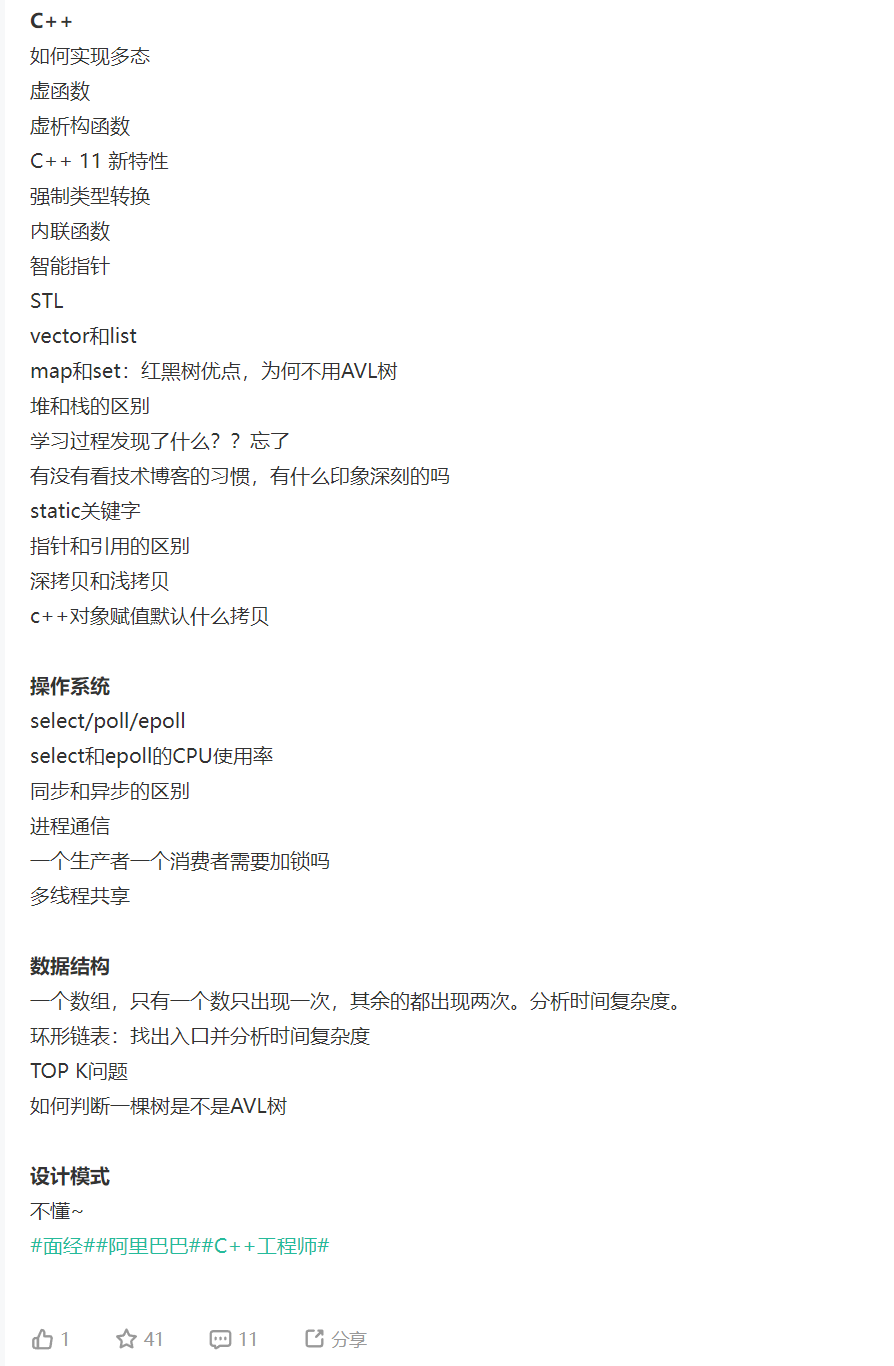 C++
如何实现多态
虚函数
虚析构函数
C++ 11 新特性
强制类型转换
内联函数
智能指针
STL
vector和list
map和set：红黑树优点，为何不用AVL树
堆和栈的区别
学习过程发现了什么？？忘了
有没有看技术博客的习惯，有什么印象深刻的吗
static关键字
指针和引用的区别
深拷贝和浅拷贝
c++对象赋值默认什么拷贝
操作系统
select/poll/epoll
select和epoll的CPU使用率
同步和异步的区别
进程通信
一个生产者一个消费者需要加锁吗
多线程共享
数据结构
一个数组，只有一个数只出现一次，其余的都出现两次。分析时间复杂度。
环形链表：找出入口并分析时间复杂度
TOP K问题
如何判断一棵树是不是AVL树
设计模式
不懂~
#面经##阿里巴巴##C++工程师#
1 41 11 分享